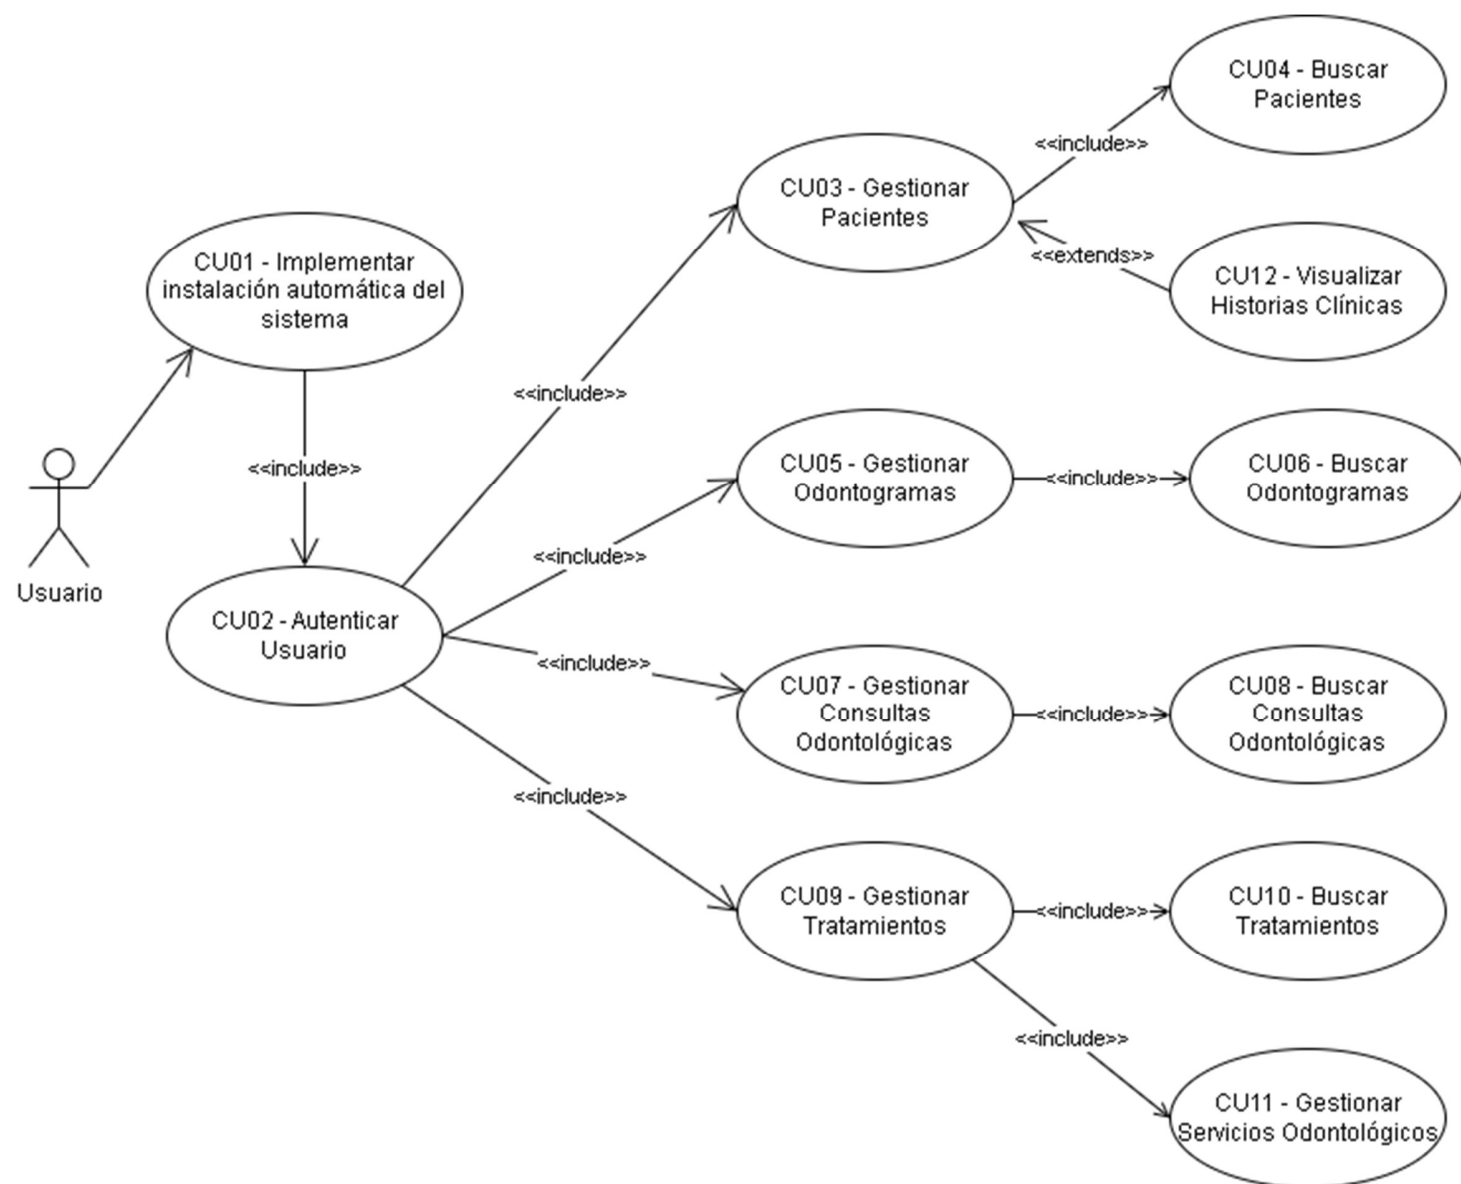 CU04 - Buscar
Pacientes
<<include>>
CU03 - Gestionar
Pacientes
<<extends>>
CU12 - Visualizar
Historias Clínicas
CU01 - Implementar
instalación automática del
sistema
<<include>>
<<include>>
CU05 - Gestionar
Odontogramas
<<include>>
CU06 - Buscar
Odontogramas
<<include>>
Usuario
CU02 - Autenticar
Usuario
<<include>>
CU07 - Gestionar
Consultas
Odontológicas
<<include>>
CU08 - Buscar
Consultas
Odontológicas
<<include>>
CU09 - Gestionar
Tratamientos
<<include>>
CU10 - Buscar
Tratamientos
<<include>>
CU11 - Gestionar
Servicios Odontológicos